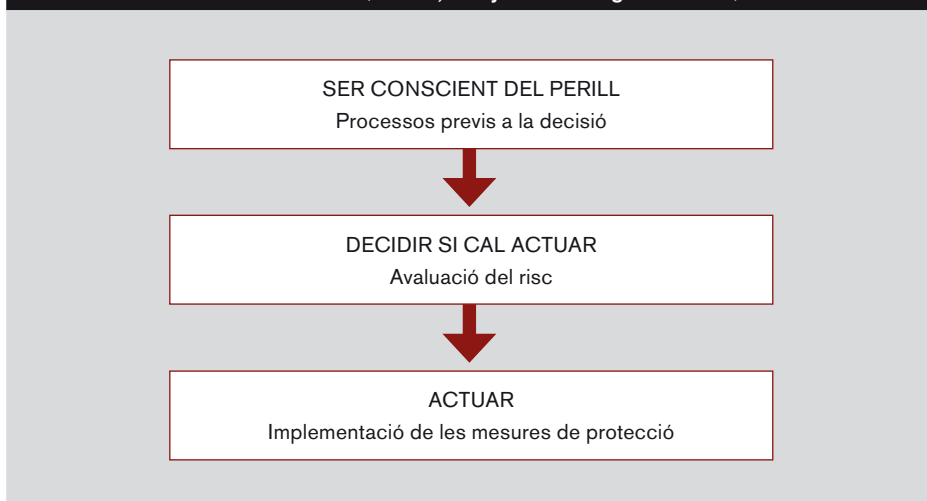 SER CONSCIENT DEL PERILL
Processos previs a la decisió
DECIDIR SI CAL ACTUAR
Avaluació del risc
ACTUAR
Implementació de les mesures de protecció